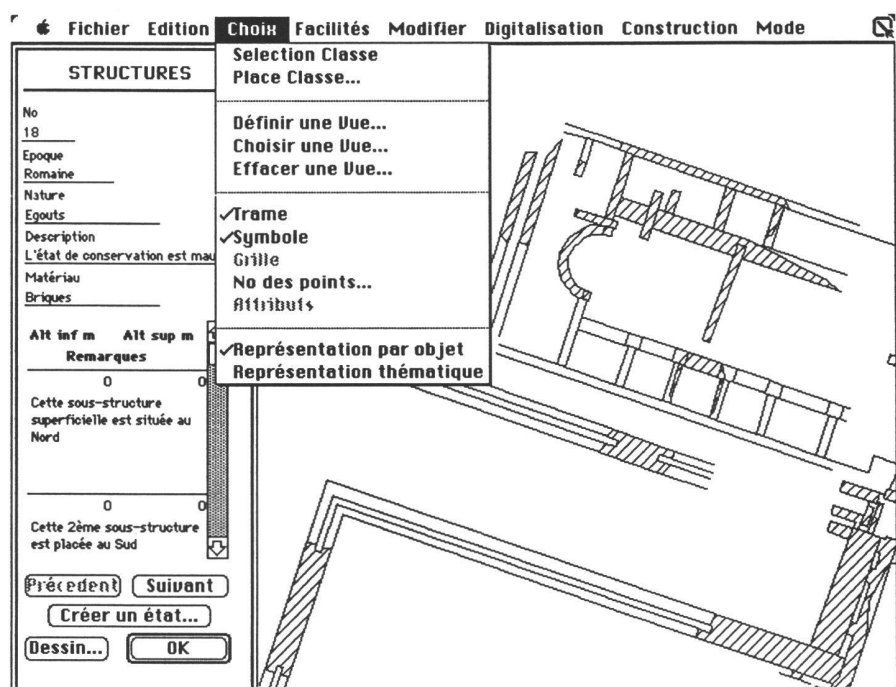 Fichier Edition Choix Facilités Modifier Digitalisation Construction Mode
STRUCTURES
No
18
Epoque
Romaine
Nature
Egouts
Description
L'état de conservation est mau
Matériau
Briques
Alt inf m Alt sup m
Remarques
0 0
Cette sous-structure
superficielle est située au
Nord
0 0
Cette 2ème sous-structure
est placée au Sud
Précedent Suivant
Créer un état...
Dessin... OK
Selection Classe
Place Classe...
Définir une Vue...
Choisir une Vue...
Effacer une Vue...
✓Trame
✓Symbole
Grille
No des points...
Attributs
✓Représentation par objet
Représentation thématique